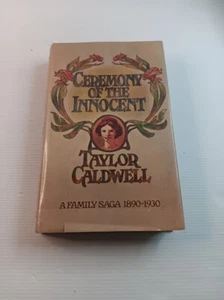 CEREMONY
OF THE
INNOCENT
TAYLOR
CALDWELL
A FAMILY SAGA 1890-1930